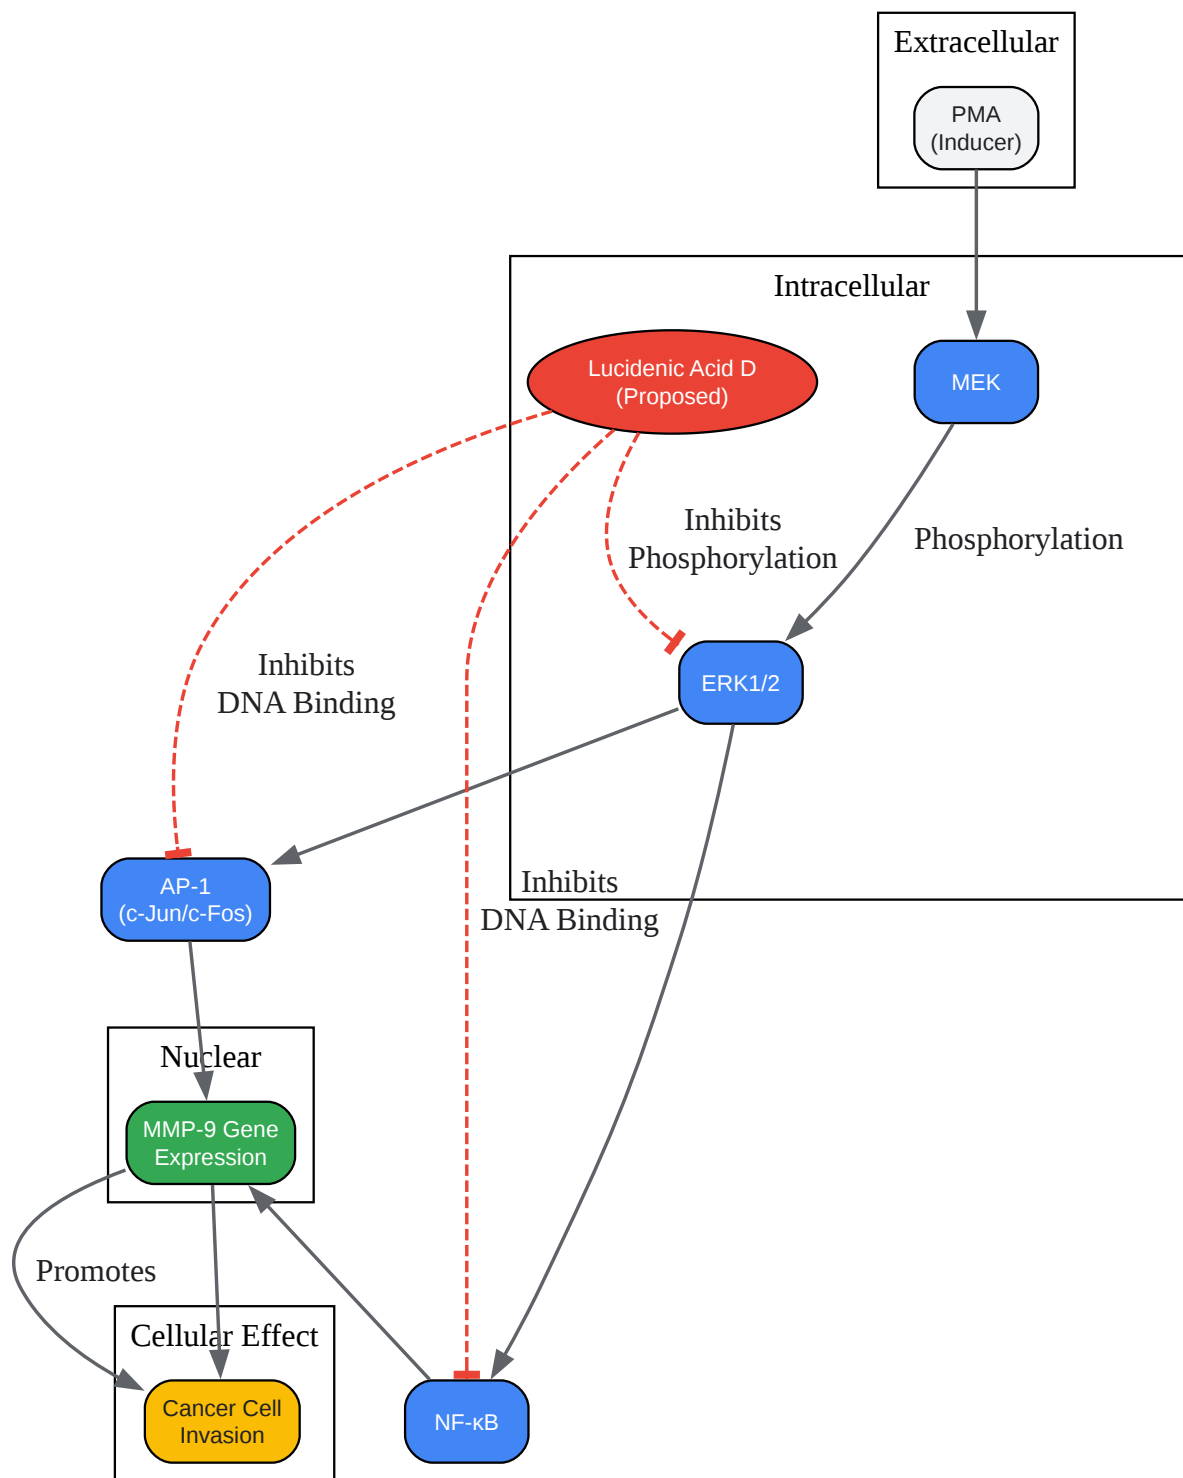 Extracellular
PMA
(Inducer)
Intracellular
Lucidenic Acid D
(Proposed)
MEK
Inhibits
Phosphorylation
Phosphorylation
Inhibits
DNA Binding
ERK1/2
AP-1
(c-Jun/c-Fos)
Inhibits
DNA Binding
Nuclear
MMP-9 Gene
Expression
Promotes
Cellular Effect
Cancer Cell
Invasion
NF-κB